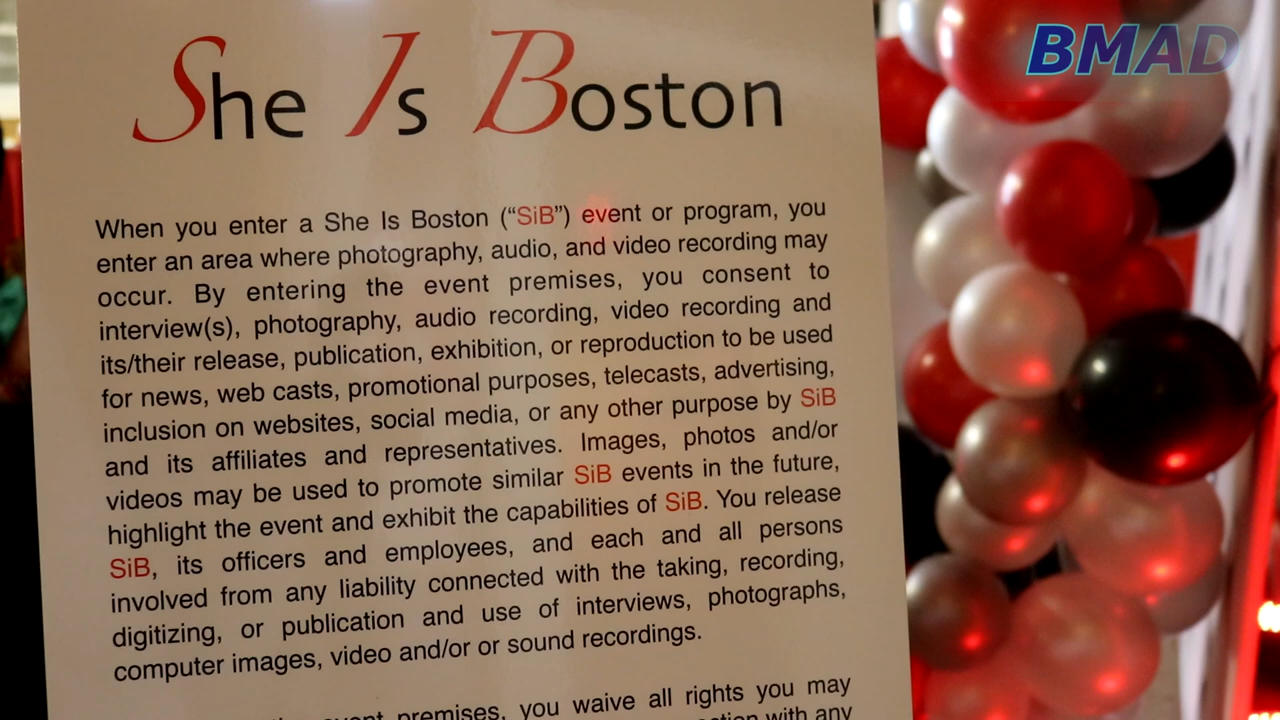 BMAD
She Is Boston
When you enter a She Is Boston (“SiB”) event or program, you
enter an area where photography, audio, and video recording may
occur. By entering the event premises, you consent to
interview(s), photography, audio recording, video recording and
its/their release, publication, exhibition, or reproduction to be used
for news, web casts, promotional purposes, telecasts, advertising,
inclusion on websites, social media, or any other purpose by SiB
and its affiliates and representatives. Images, photos and/or
videos may be used to promote similar SiB events in the future,
highlight the event and exhibit the capabilities of SiB. You release
SiB, its officers and employees, and each and all persons
involved from any liability connected with the taking, recording,
digitizing, or publication and use of interviews, photographs,
computer images, video and/or or sound recordings.
event premises, you waive all rights you may
with any